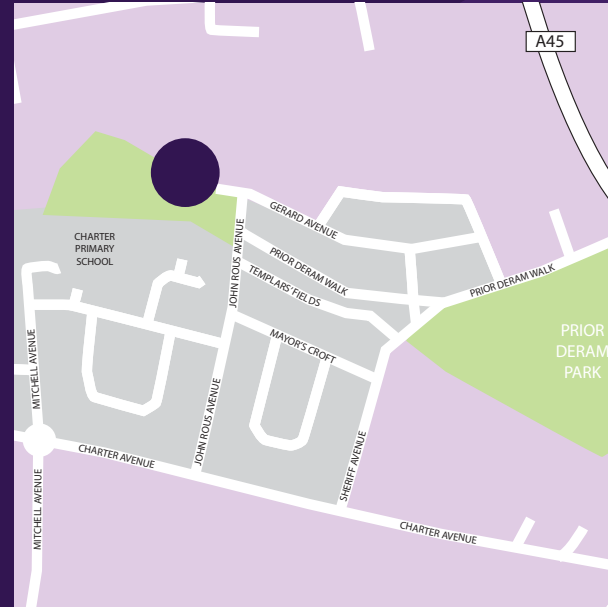 A45
GERARD AVENUE
JOHN ROUS AVENUE
CHARTER
PRIMARY
SCHOOL
PRIOR DERAM WALK
TEMPLARS' FIELDS
PRIOR DERAM WALK
MAYOR'S CROFT
PRIOR
DERAM
PARK
MITCHELL AVENUE
JOHN ROUS AVENUE
CHARTER AVENUE
SHERIFF AVENUE
MITCHELL AVENUE
CHARTER AVENUE